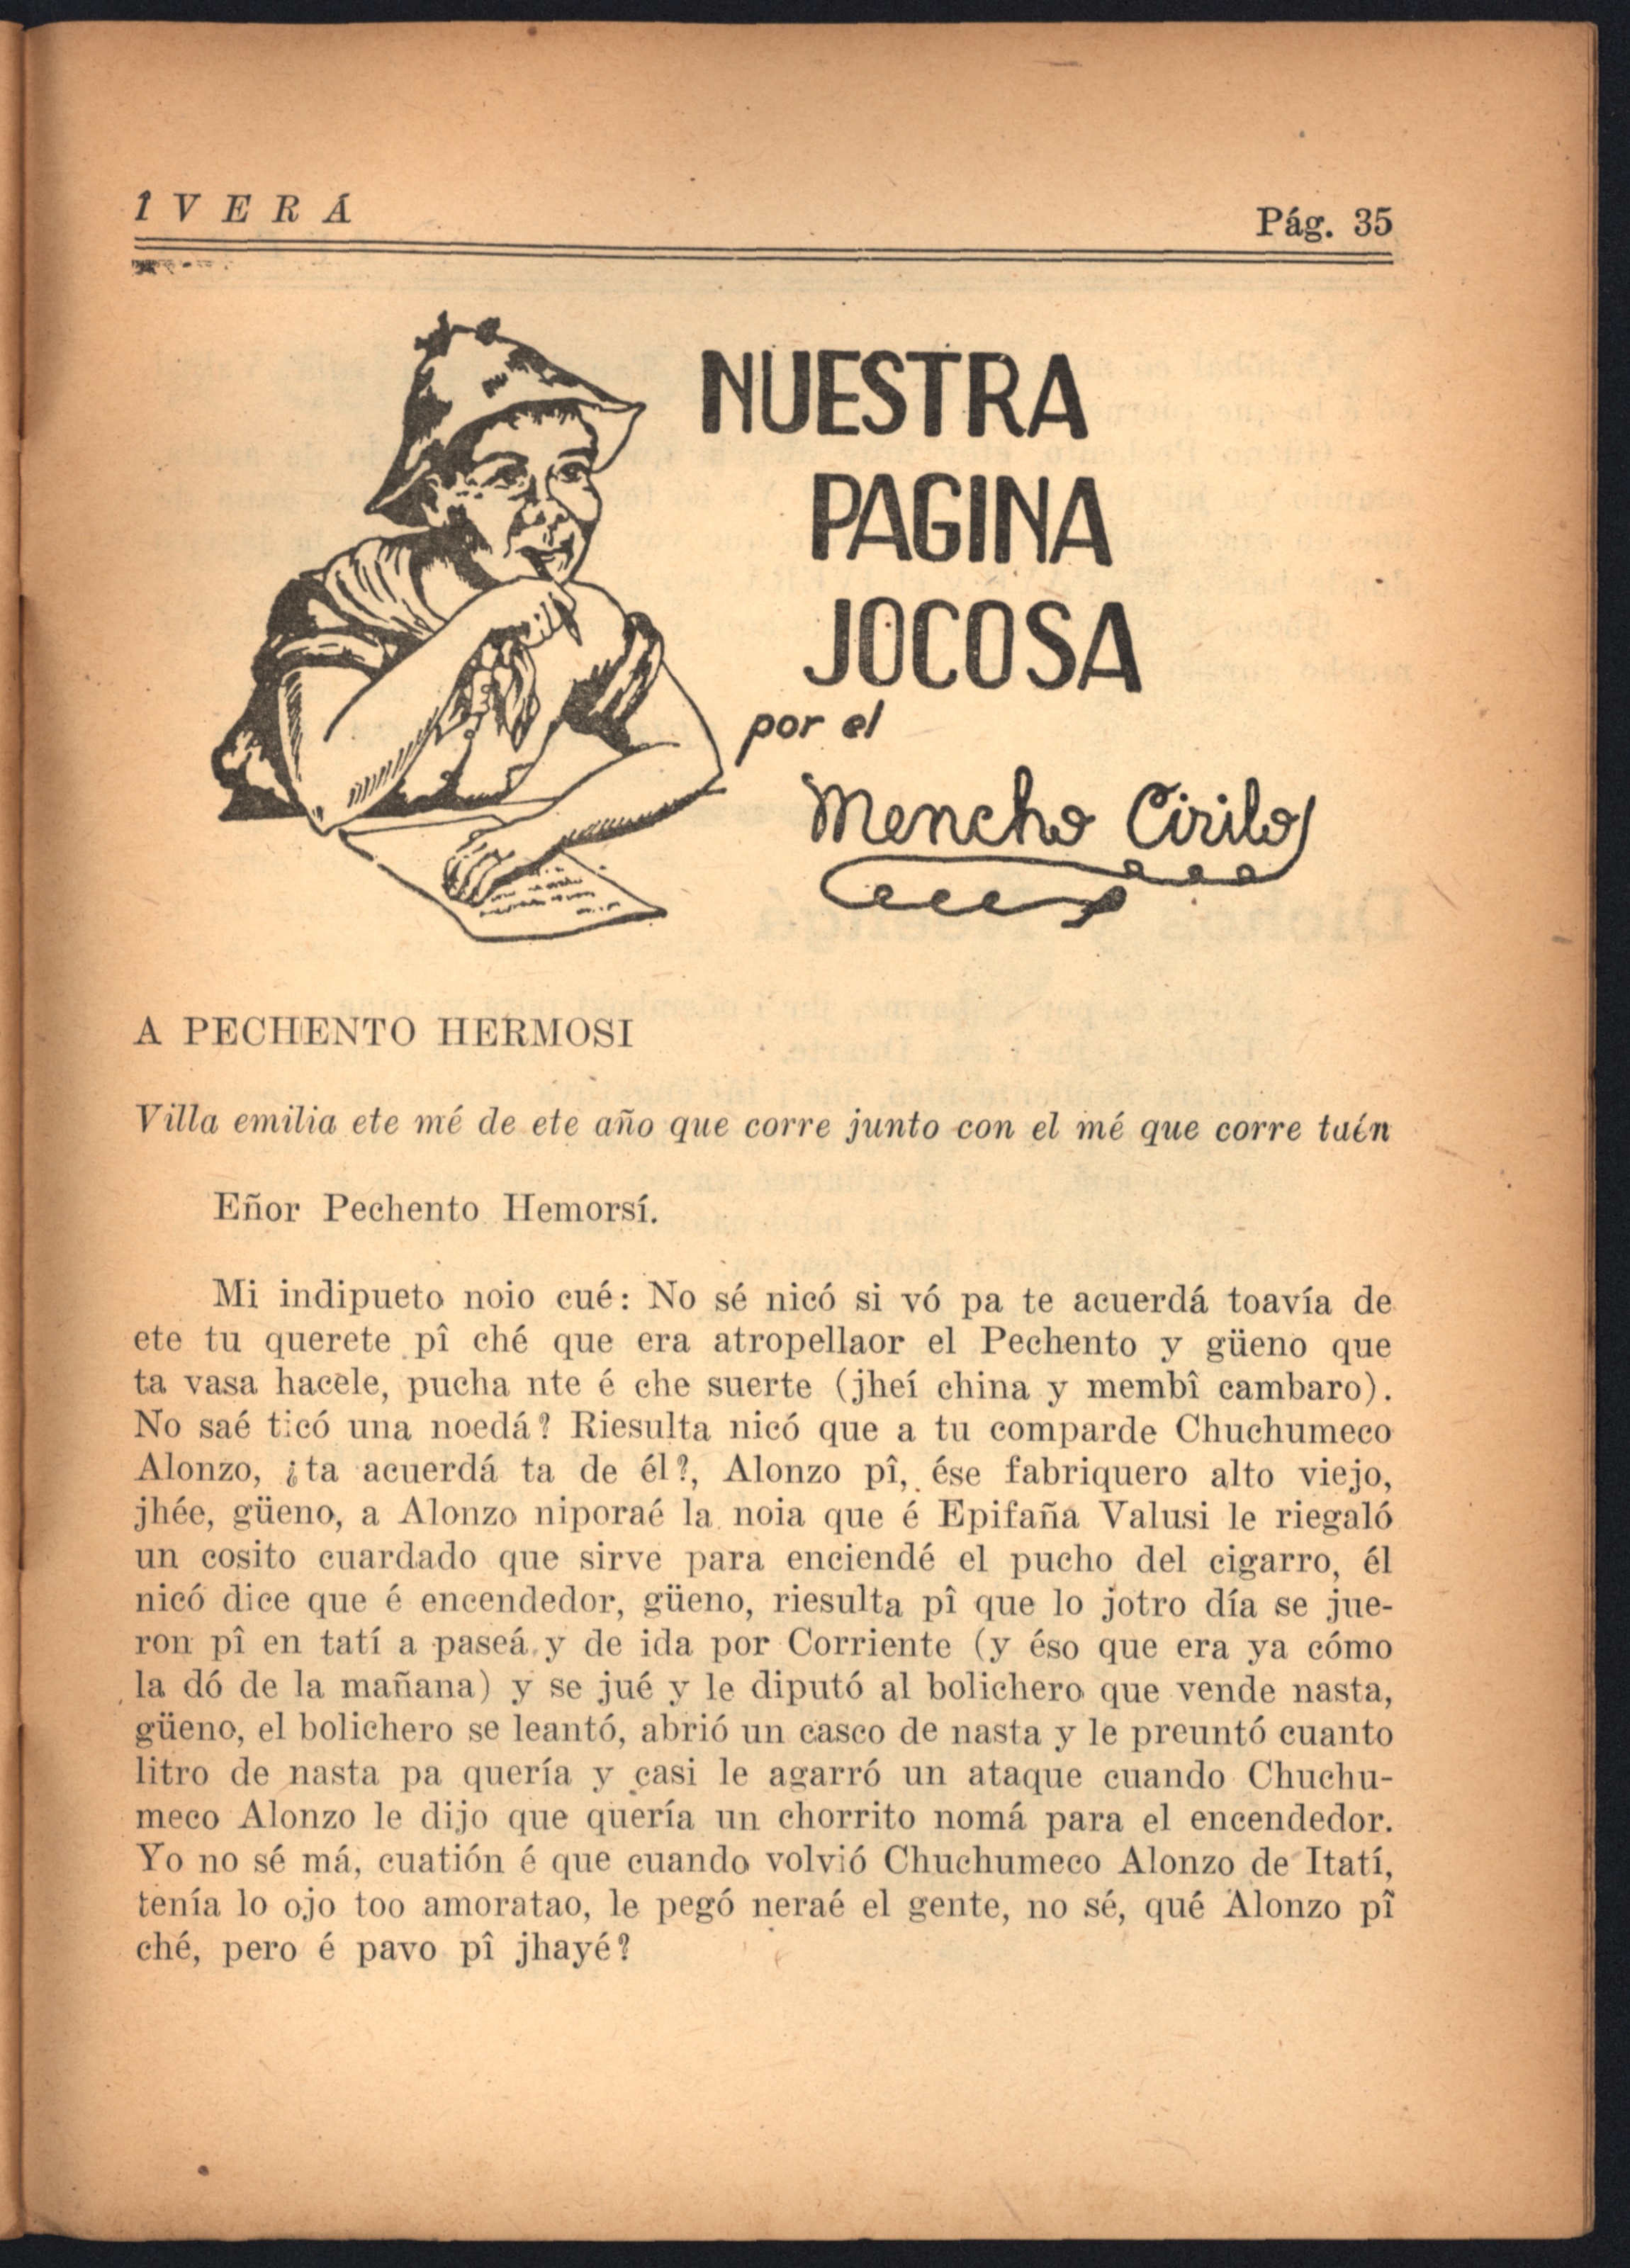 Î V E R Á
Pág. 35
NUESTRA
PAGINA
JOCOSA
por el
Mencho Cirilo
A PECHENTO HERMOSI
Villa emilia ete mé de ete año que corre junto con el mé que corre taén
Eñor Pechento Hemorsí.
Mi indipueto noio cué: No sé nicó si vó pa te acuerdá toavía de
ete tu querete pî ché que era atropellaor el Pechento y güeno que
ta vasa hacele, pucha nte é che suerte (jheí china y membî cambaro).
No saé ticó una noedá? Riesulta nicó que a tu comparde Chuchumeco
Alonzo, ¿ta acuerdá ta de él?, Alonzo pî, ése fabriquero alto viejo,
jhée, güeno, a Alonzo niporaé la noia que é Epifaña Valusi le riegaló
un cosito cuardado que sirve para enciendé el pucho del cigarro, él
nicó dice que é encendedor, güeno, riesulta pî que lo jotro día se jue-
ron pî en tatí a paseá y de ida por Corriente (y éso que era ya cómo
la dó de la mañana) y se jué y le diputó al bolichero que vende nasta,
güeno, el bolichero se leantó, abrió un casco de nasta y le preuntó cuanto
litro de nasta pa quería y casi le agarró un ataque cuando Chuchu-
meco Alonzo le dijo que quería un chorrito nomá para el encendedor.
Yo no sé má, cuatión é que cuando volvió Chuchumeco Alonzo de Itatí,
tenía lo ojo too amoratao, le pegó neraé el gente, no sé, qué Alonzo pî
ché, pero é pavo pî jhayé?